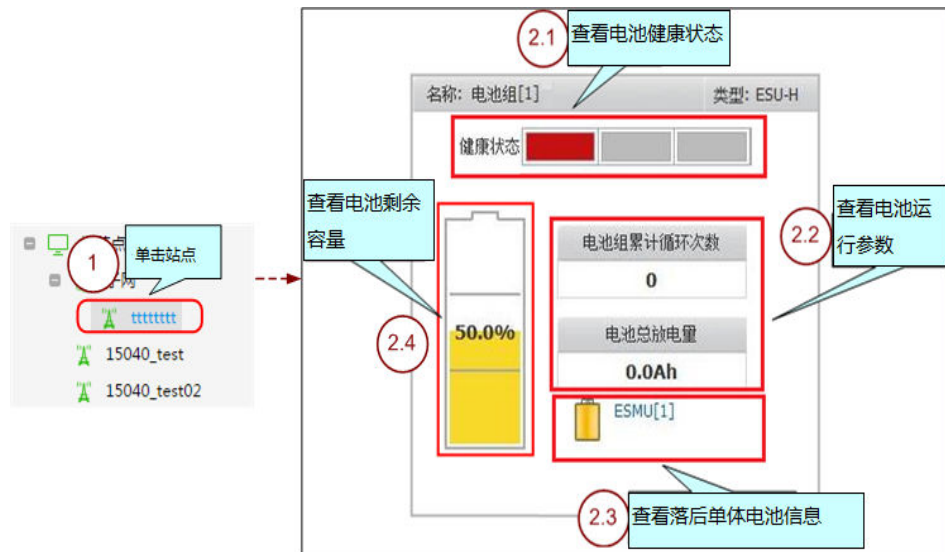 2.1
查看电池健康状态
名称: 电池组[1]
类型: ESU-H
健康状态
查看电池剩余
容量
2.4
50.0%
电池组累计循环次数
0
电池总放电量
0.0Ah
2.2
查看电池运
行参数
ESMU[1]
2.3
查看落后单体电池信息
点
1
单击站点
网
tttttttt
15040_test
15040_test02